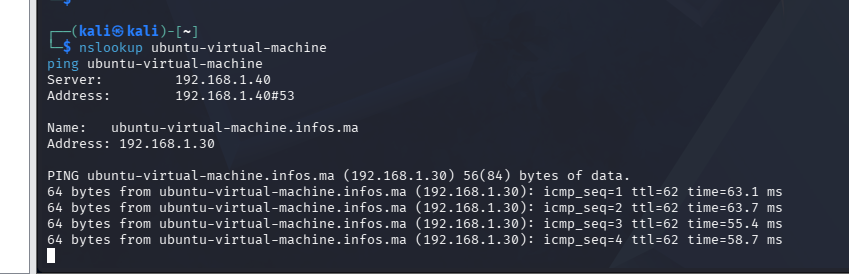 └─$
┌──(kali㉿kali)-[~]
└─$ nslookup ubuntu-virtual-machine
ping ubuntu-virtual-machine
Server:         192.168.1.40
Address:        192.168.1.40#53
Name:   ubuntu-virtual-machine.infos.ma
Address: 192.168.1.30
PING ubuntu-virtual-machine.infos.ma (192.168.1.30) 56(84) bytes of data.
64 bytes from ubuntu-virtual-machine.infos.ma (192.168.1.30): icmp_seq=1 ttl=62 time=63.1 ms
64 bytes from ubuntu-virtual-machine.infos.ma (192.168.1.30): icmp_seq=2 ttl=62 time=63.7 ms
64 bytes from ubuntu-virtual-machine.infos.ma (192.168.1.30): icmp_seq=3 ttl=62 time=55.4 ms
64 bytes from ubuntu-virtual-machine.infos.ma (192.168.1.30): icmp_seq=4 ttl=62 time=58.7 ms